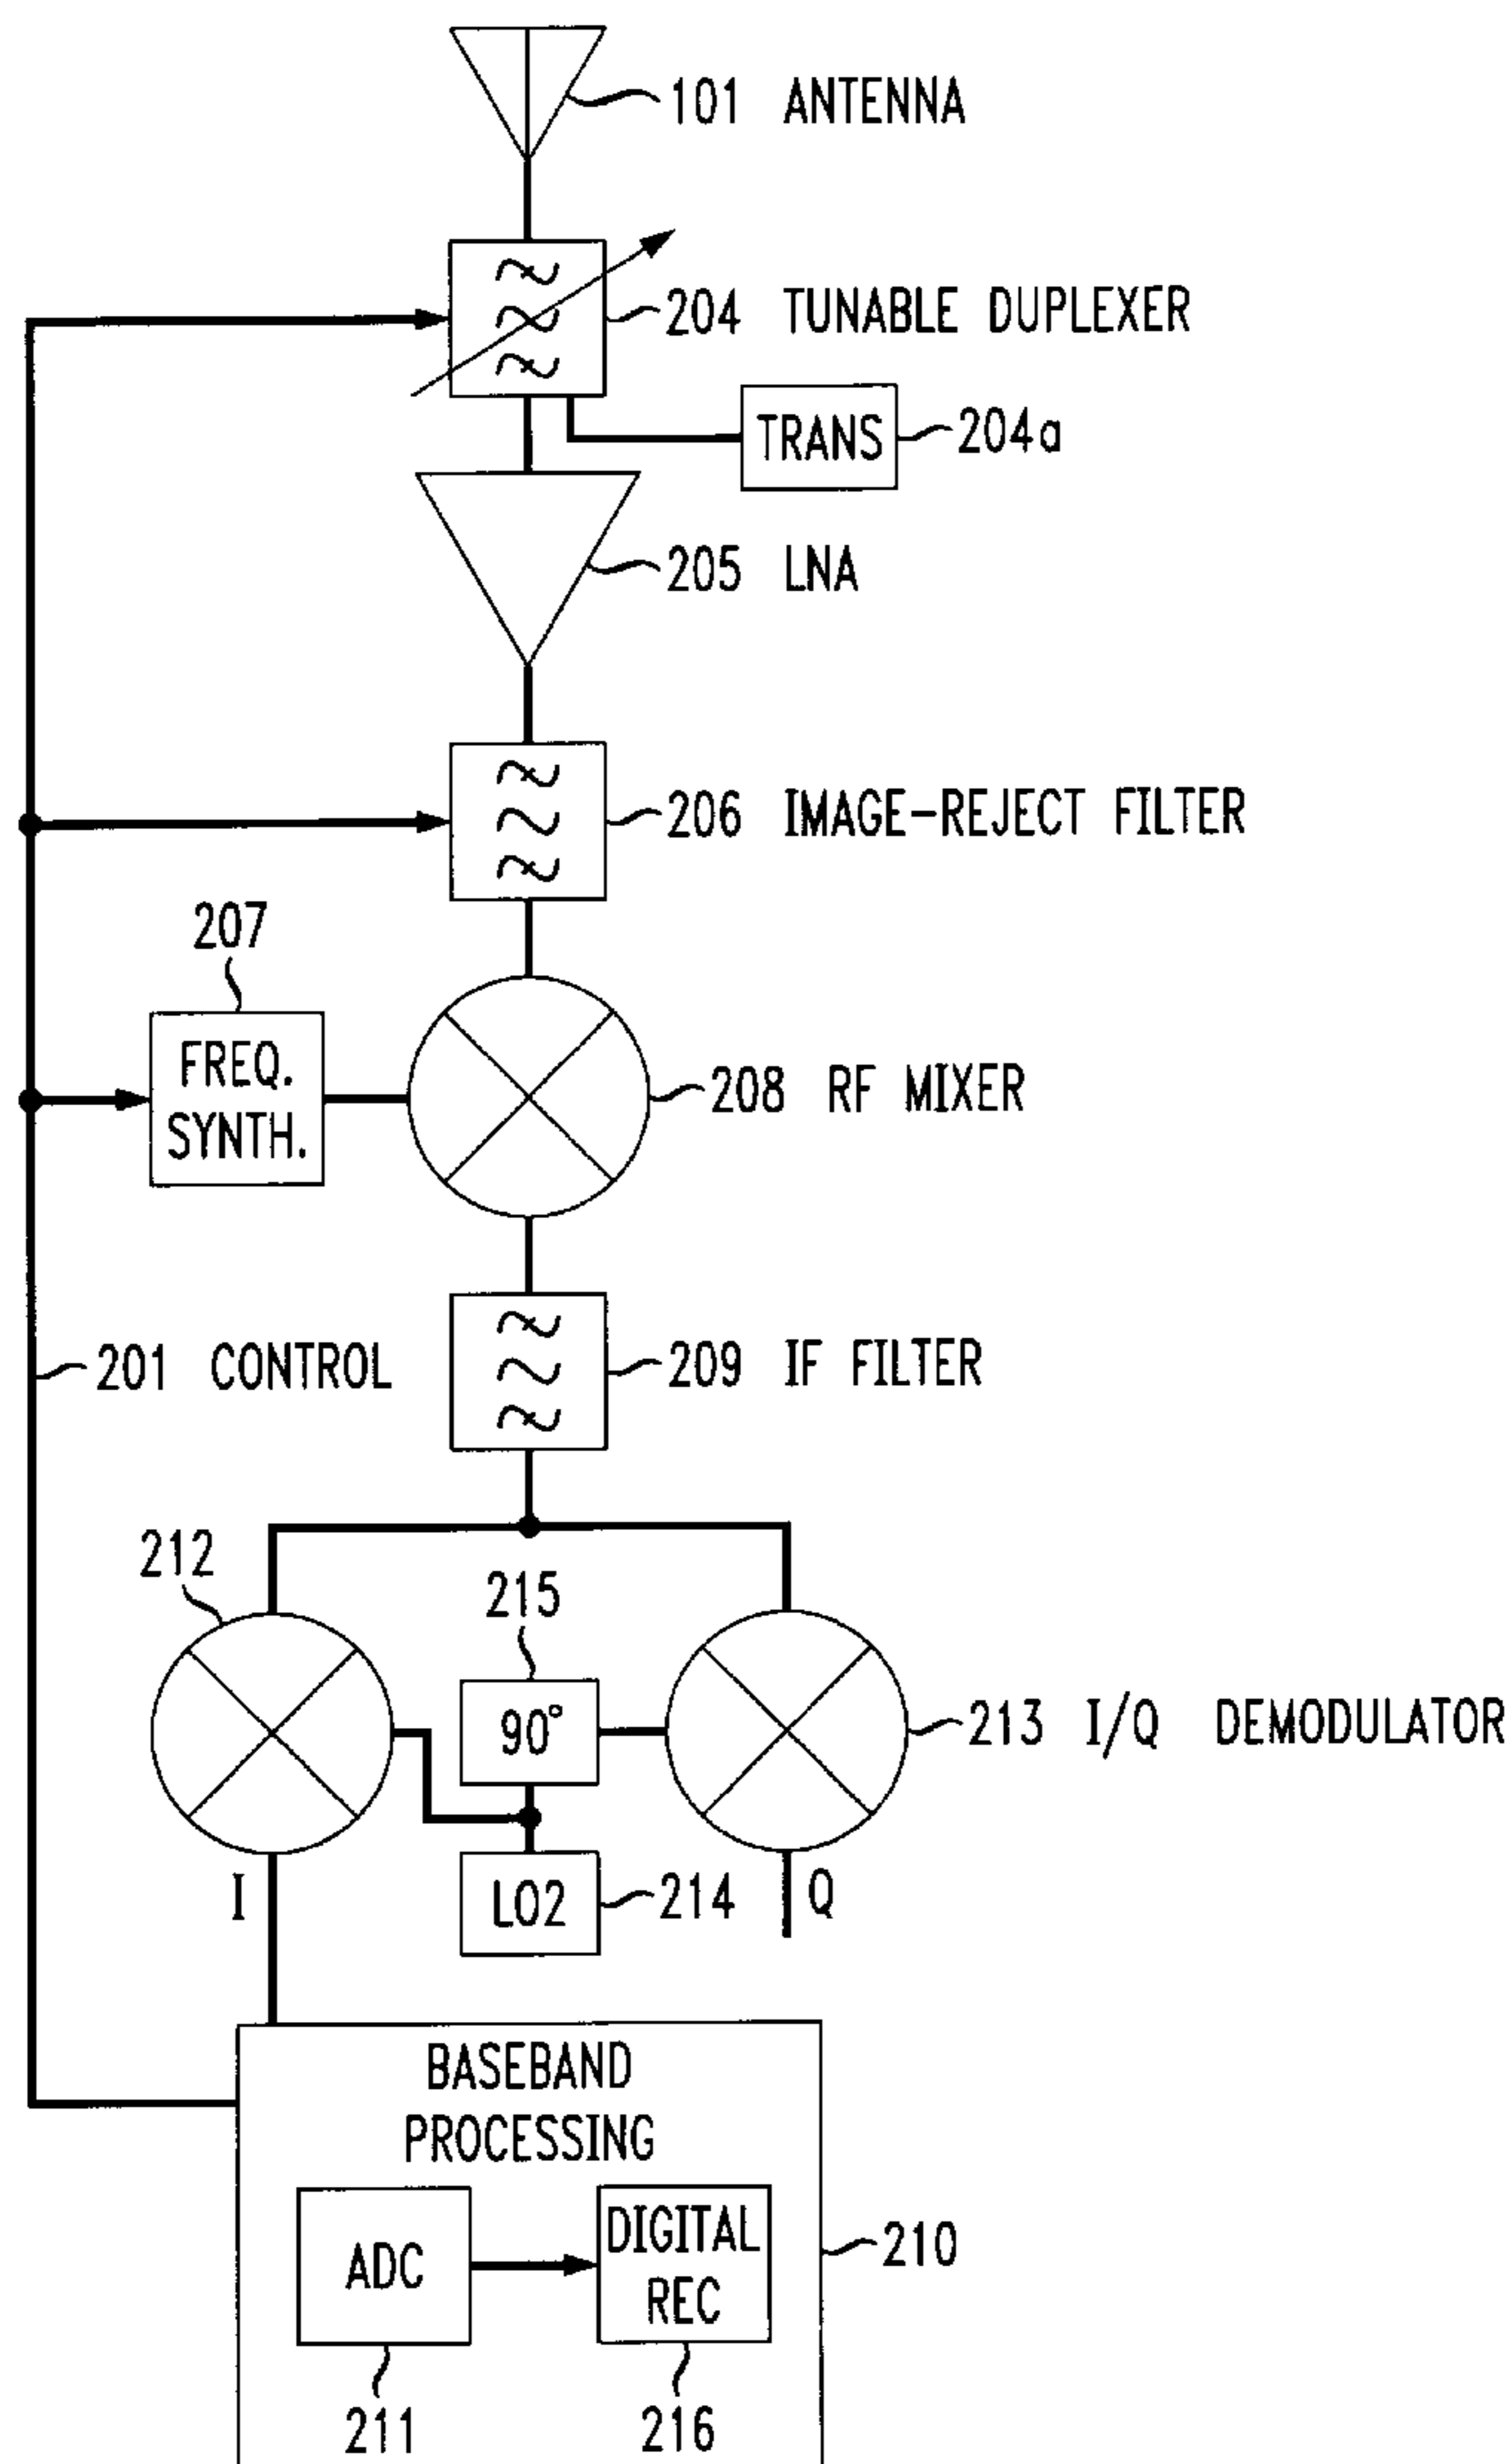 101 ANTENNA
204 TUNABLE DUPLEXER
TRANS
204a
205 LNA
206 IMAGE-REJECT FILTER
207
FREQ.
SYNTH.
208 RF MIXER
201 CONTROL
209 IF FILTER
212
215
90°
213 I/Q DEMODULATOR
I
LO2
214
Q
BASEBAND
PROCESSING
ADC
DIGITAL
REC
210
211
216